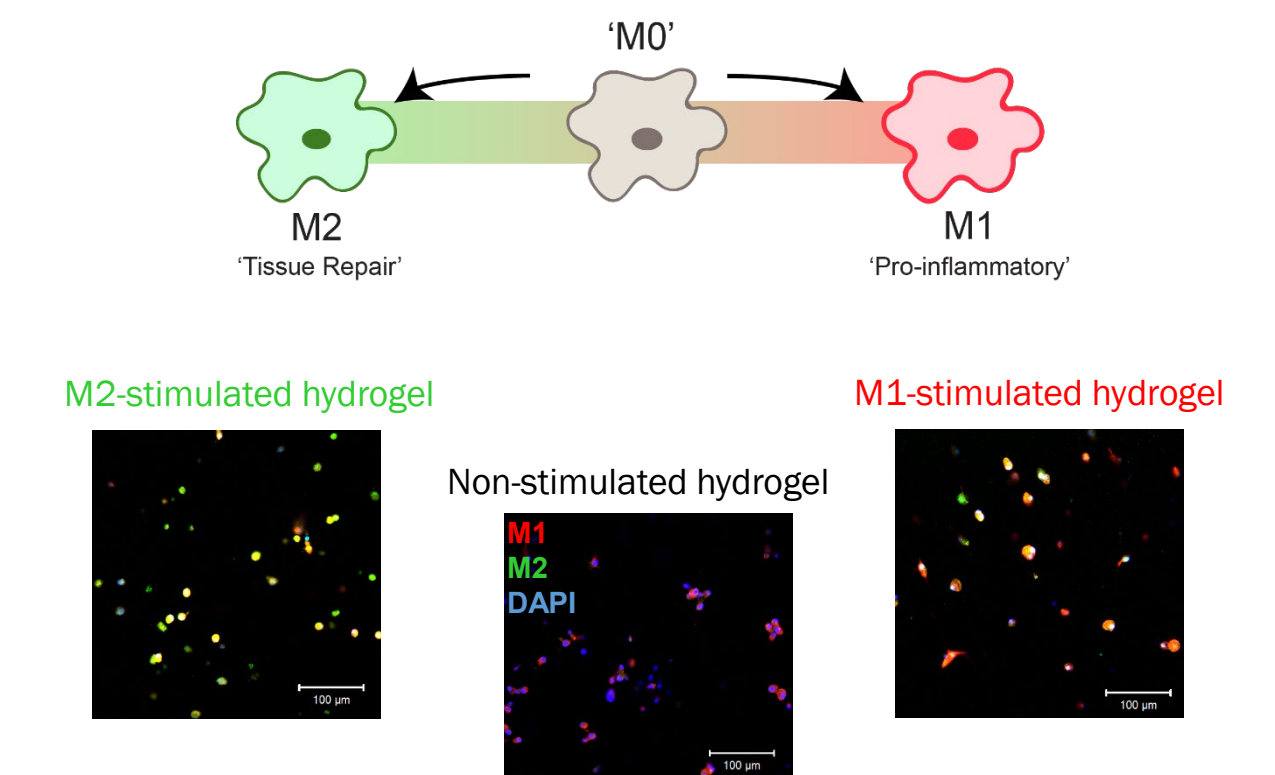 ‘M0’
M2
‘Tissue Repair’
M1
‘Pro-inflammatory’
M2-stimulated hydrogel
100 µm
Non-stimulated hydrogel
M1
M2
DAPI
100 µm
M1-stimulated hydrogel
100 µm